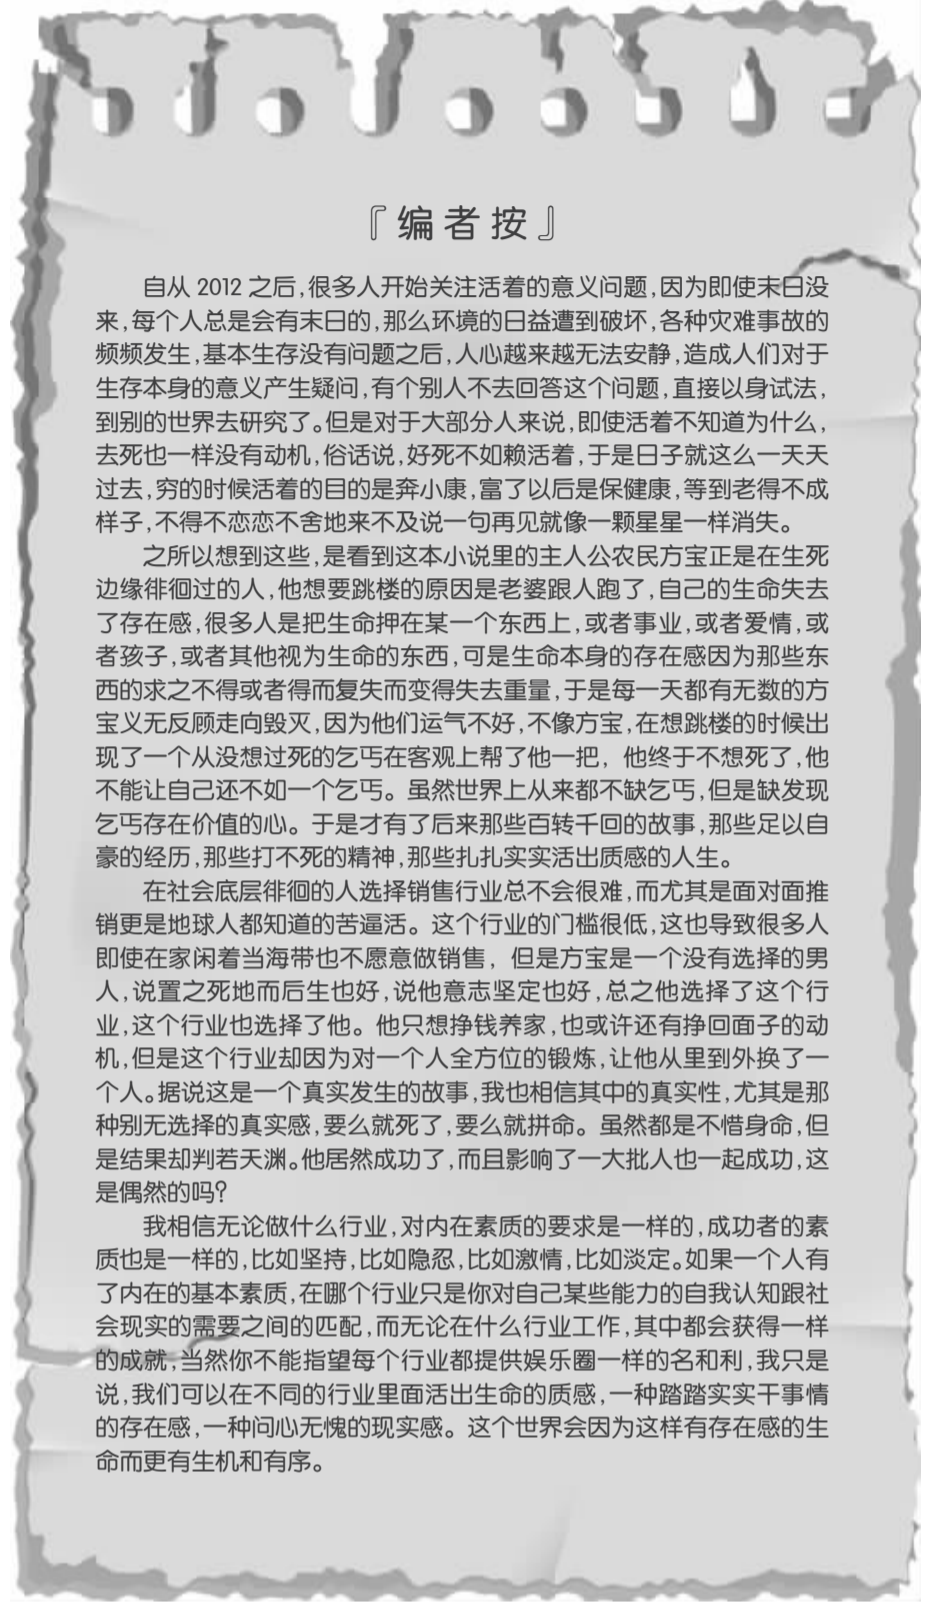 『编者按』
自从 2012 之后,很多人开始关注活着的意义问题,因为即使末日没
来,每个人总是会有末日的,那么环境的日益遭到破坏,各种灾难事故的
频频发生,基本生存没有问题之后,人心越来越无法安静,造成人们对于
生存本身的意义产生疑问,有个别人不去回答这个问题,直接以身试法,
到别的世界去研究了。但是对于大部分人来说,即使活着不知道为什么,
去死也一样没有动机,俗话说,好死不如赖活着,于是日子就这么一天天
过去,穷的时候活着的目的是奔小康,富了以后是保健康,等到老得不成
样子,不得不恋恋不舍地来不及说一句再见就像一颗星星一样消失。
之所以想到这些,是看到这本小说里的主人公农民方宝正是在生死
边缘徘徊过的人,他想要跳楼的原因是老婆跟人跑了,自己的生命失去
了存在感,很多人是把生命押在某一个东西上,或者事业,或者爱情,或
者孩子,或者其他视为生命的东西,可是生命本身的存在感因为那些东
西的求之不得或者得而复失而变得失去重量,于是每一天都有无数的方
宝义无反顾走向毁灭,因为他们运气不好,不像方宝,在想跳楼的时候出
现了一个从没想过死的乞丐在客观上帮了他一把，他终于不想死了,他
不能让自己还不如一个乞丐。虽然世界上从来都不缺乞丐,但是缺发现
乞丐存在价值的心。于是才有了后来那些百转千回的故事,那些足以自
豪的经历,那些打不死的精神,那些扎扎实实活出质感的人生。
在社会底层徘徊的人选择销售行业总不会很难,而尤其是面对面推
销更是地球人都知道的苦逼活。这个行业的门槛很低,这也导致很多人
即使在家闲着当海带也不愿意做销售，但是方宝是一个没有选择的男
人,说置之死地而后生也好,说他意志坚定也好,总之他选择了这个行
业,这个行业也选择了他。他只想挣钱养家,也或许还有挣回面子的动
机,但是这个行业却因为对一个人全方位的锻炼,让他从里到外换了一
个人。据说这是一个真实发生的故事,我也相信其中的真实性,尤其是那
种别无选择的真实感,要么就死了,要么就拼命。虽然都是不惜身命,但
是结果却判若天渊。他居然成功了,而且影响了一大批人也一起成功,这
是偶然的吗?
我相信无论做什么行业,对内在素质的要求是一样的,成功者的素
质也是一样的,比如坚持,比如隐忍,比如激情,比如淡定。如果一个人有
了内在的基本素质,在哪个行业只是你对自己某些能力的自我认知跟社
会现实的需要之间的匹配,而无论在什么行业工作,其中都会获得一样
的成就,当然你不能指望每个行业都提供娱乐圈一样的名和利,我只是
说,我们可以在不同的行业里面活出生命的质感,一种踏踏实实干事情
的存在感,一种问心无愧的现实感。这个世界会因为这样有存在感的生
命而更有生机和有序。